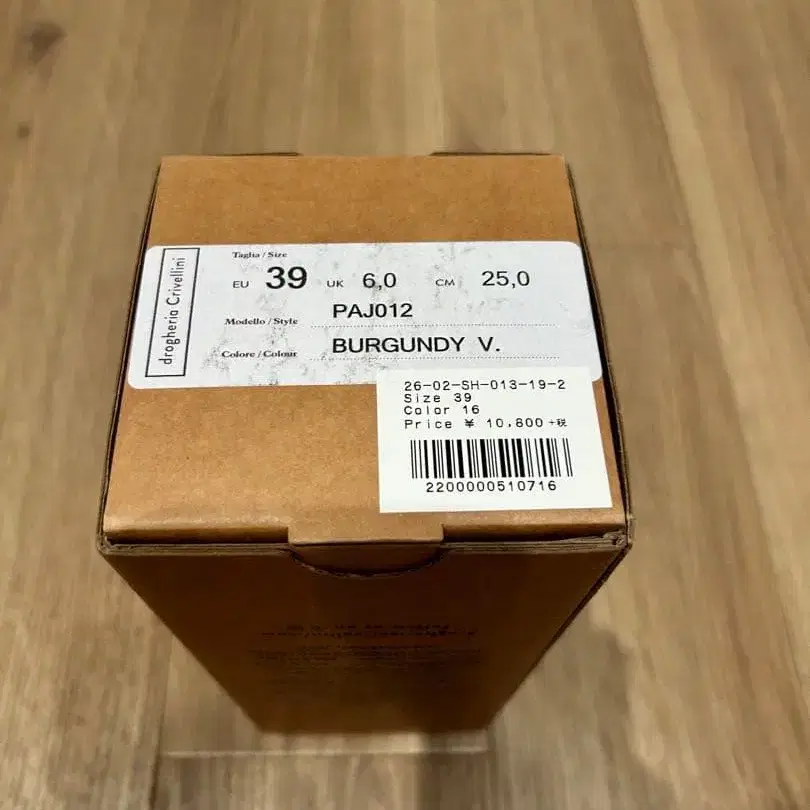 drogheria Crivellini
Taglia / Size
EU 39 UK 6,0 CM 25,0
Modello / Style PAJ012
Colore / Colour BURGUNDY V.
26-02-SH-013-19-2
Size 39
Color 16
Price ¥ 10,800 +税
2200000510716